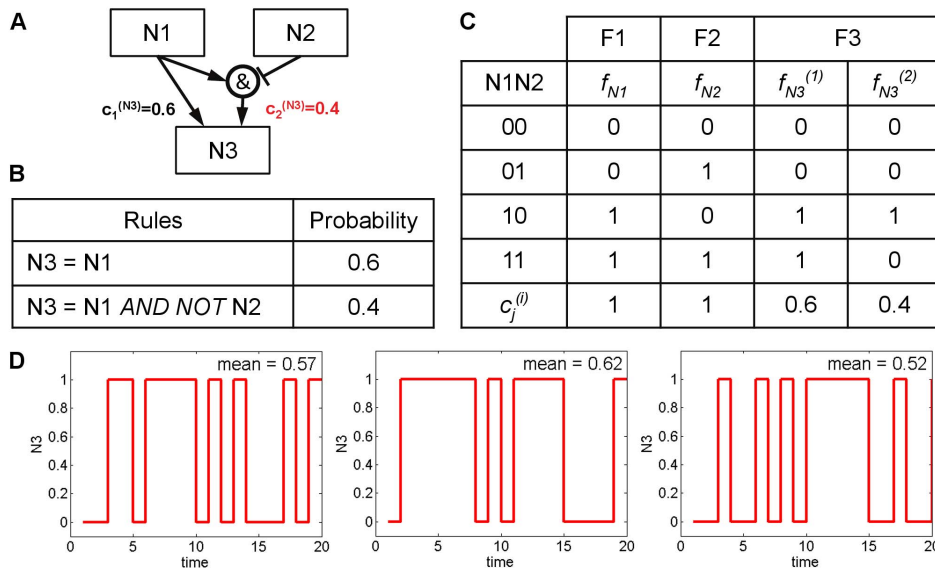 A
N1
N2
&
c1(N3)=0.6
c2(N3)=0.4
N3
B
Rules
Probability
N3 = N1
0.6
N3 = N1 AND NOT N2
0.4
C
F1 F2 F3
N1N2 fN1 fN2 fN3(1) fN3(2)
00 0 0 0 0
01 0 1 0 0
10 1 0 1 1
11 1 1 1 0
cj(i) 1 1 0.6 0.4
D
mean = 0.57
1
0.8
0.6
0.4
0.2
0
N3
0 5 10 15 20
time
mean = 0.62
1
0.8
0.6
0.4
0.2
0
N3
0 5 10 15 20
time
mean = 0.52
1
0.8
0.6
0.4
0.2
0
N3
0 5 10 15 20
time